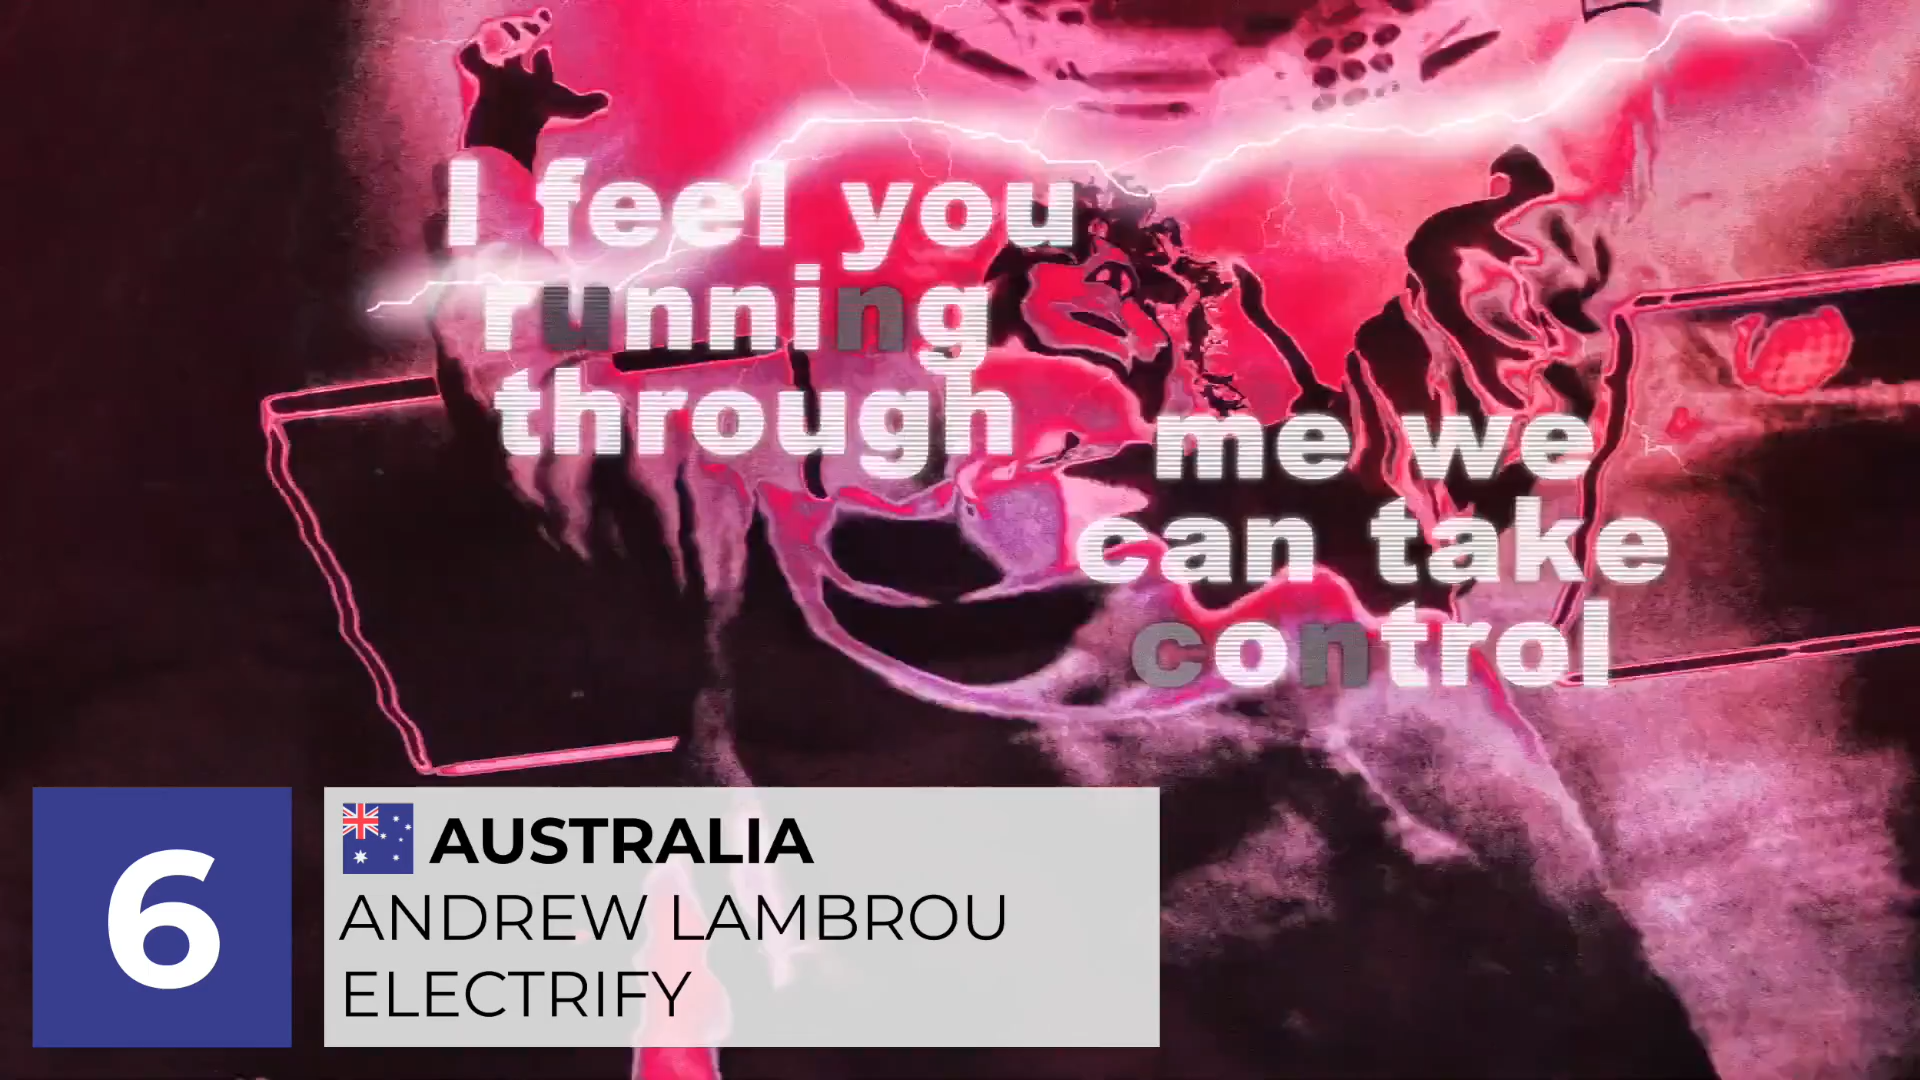 I feel you
running
through
me we
can take
control
6
AUSTRALIA
ANDREW LAMBROU
ELECTRIFY